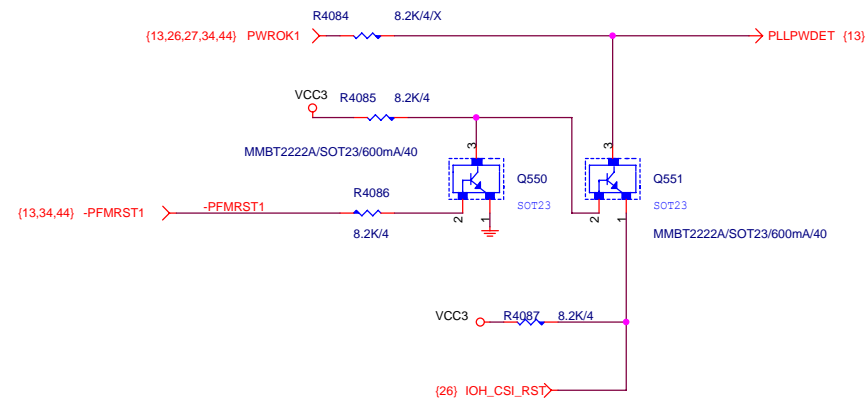 R4084 8.2K/4/X
{13,26,27,34,44} PWROK1 PLLPWDET {13}
VCC3 R4085 8.2K/4
3 3
MMBT2222A/SOT23/600mA/40
Q550 Q551
R4086 SOT23 SOT23
{13,34,44} -PFMRST1 -PFMRST1
2 1 2 1
8.2K/4 MMBT2222A/SOT23/600mA/40
VCC3 R4087 8.2K/4
{26} IOH_CSI_RST